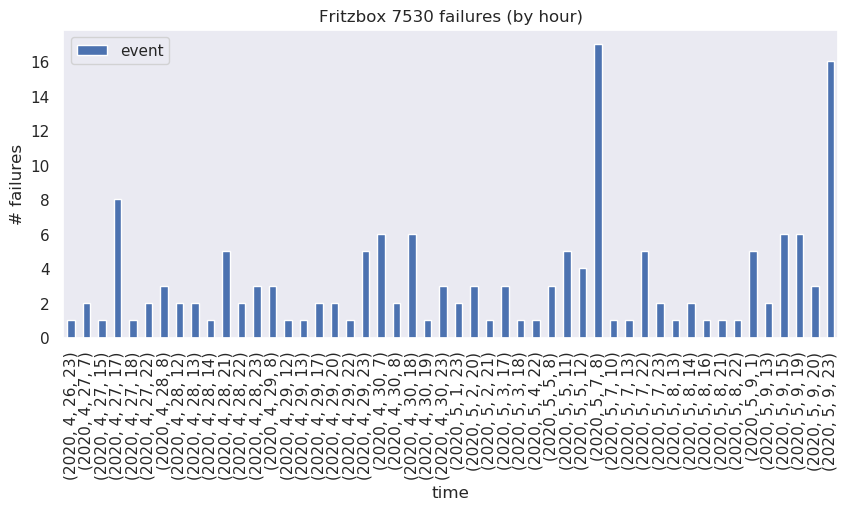 Fritzbox 7530 failures (by hour)
event
# failures
16
14
12
10
8
6
4
2
0
(2020, 4, 26, 23)
(2020, 4, 27, 7)
(2020, 4, 27, 15)
(2020, 4, 27, 17)
(2020, 4, 27, 18)
(2020, 4, 27, 22)
(2020, 4, 28, 8)
(2020, 4, 28, 12)
(2020, 4, 28, 13)
(2020, 4, 28, 14)
(2020, 4, 28, 21)
(2020, 4, 28, 22)
(2020, 4, 28, 23)
(2020, 4, 29, 8)
(2020, 4, 29, 12)
(2020, 4, 29, 13)
(2020, 4, 29, 17)
(2020, 4, 29, 20)
(2020, 4, 29, 22)
(2020, 4, 29, 23)
(2020, 4, 30, 7)
(2020, 4, 30, 8)
(2020, 4, 30, 18)
(2020, 4, 30, 19)
(2020, 4, 30, 23)
(2020, 5, 1, 23)
(2020, 5, 2, 20)
(2020, 5, 2, 21)
(2020, 5, 3, 17)
(2020, 5, 3, 18)
(2020, 5, 4, 22)
(2020, 5, 5, 8)
(2020, 5, 5, 11)
(2020, 5, 5, 12)
(2020, 5, 7, 8)
(2020, 5, 7, 10)
(2020, 5, 7, 13)
(2020, 5, 7, 22)
(2020, 5, 7, 23)
(2020, 5, 8, 13)
(2020, 5, 8, 14)
(2020, 5, 8, 16)
(2020, 5, 8, 21)
(2020, 5, 8, 22)
(2020, 5, 9, 1)
(2020, 5, 9, 13)
(2020, 5, 9, 15)
(2020, 5, 9, 19)
(2020, 5, 9, 20)
(2020, 5, 9, 23)
time